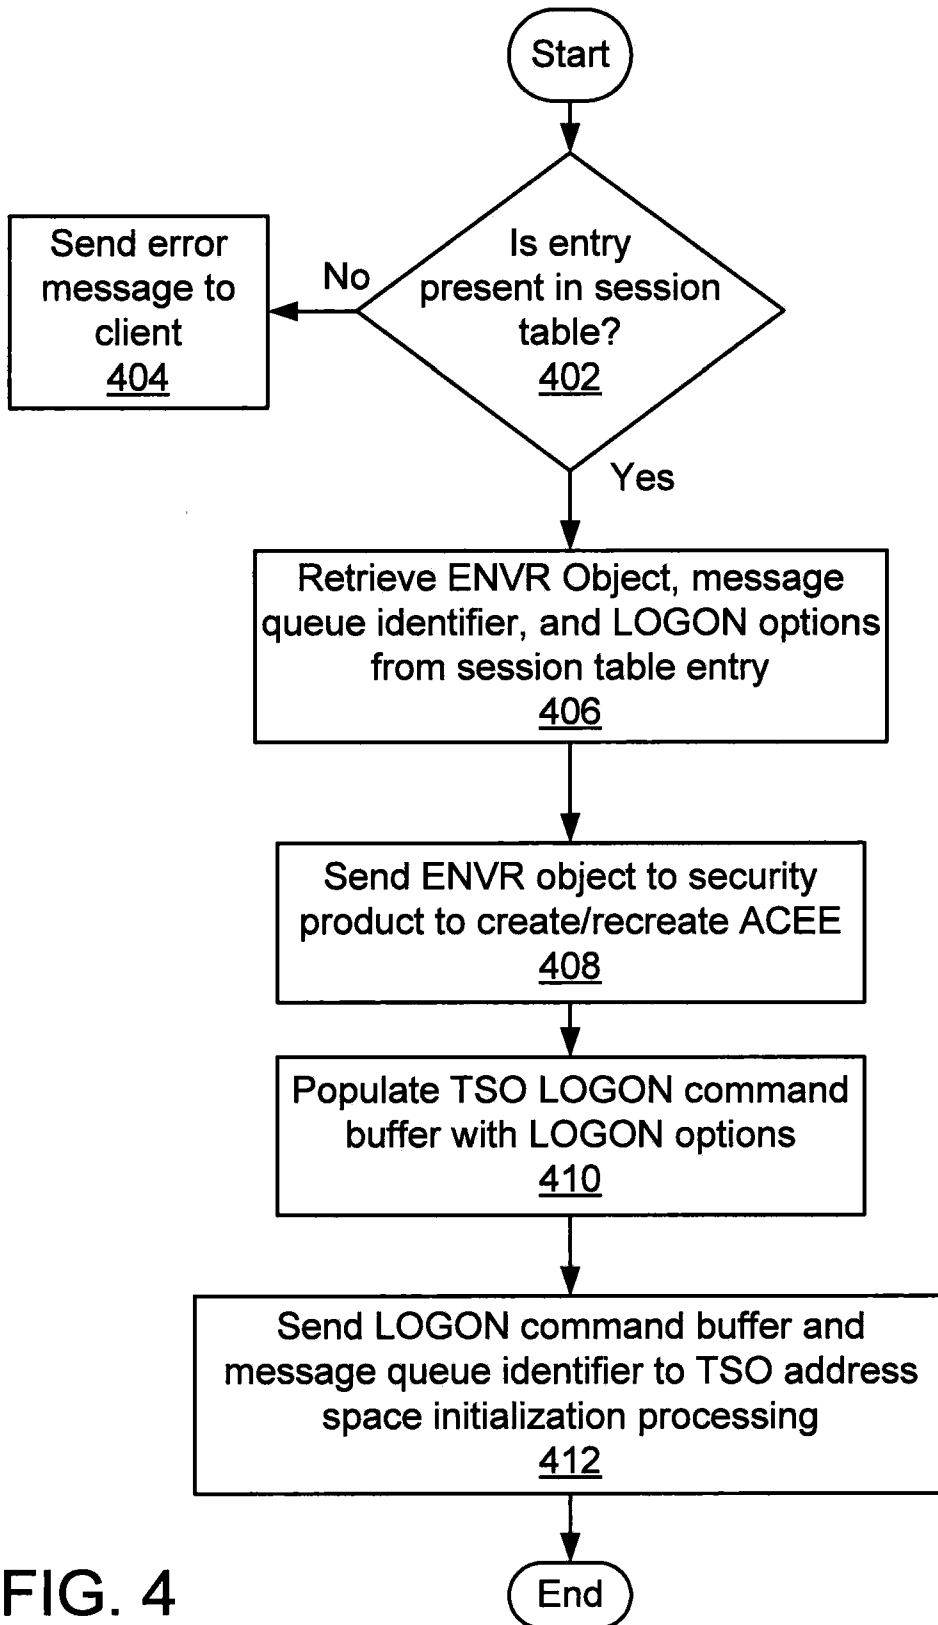 Start
Is entry
present in session
table?
402
No
Send error
message to
client
404
Yes
Retrieve ENVR Object, message
queue identifier, and LOGON options
from session table entry
406
Send ENVR object to security
product to create/recreate ACEE
408
Populate TSO LOGON command
buffer with LOGON options
410
Send LOGON command buffer and
message queue identifier to TSO address
space initialization processing
412
End
FIG. 4